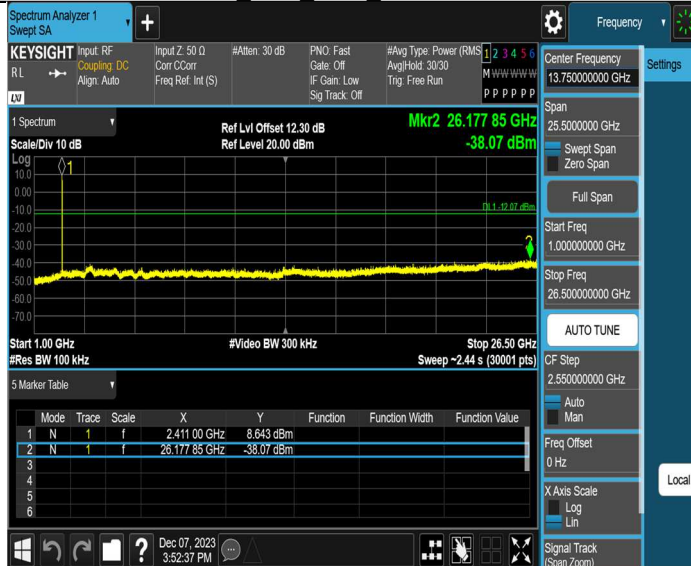 Spectrum Analyzer 1
Swept SA
+
Frequency
KEYSIGHT
RL
LXI
Input: RF
Coupling: DC
Align: Auto
Input Z: 50 Ω
Corr CCorr
Freq Ref: Int (S)
#Atten: 30 dB
PNO: Fast
Gate: Off
IF Gain: Low
Sig Track: Off
#Avg Type: Power (RMS
Avg|Hold: 30/30
Trig: Free Run
1 2 3 4 5 6
M W W W W W
P P P P P P
Center Frequency
13.750000000 GHz
Settings
Span
25.5000000 GHz
Swept Span
Zero Span
Full Span
Start Freq
1.000000000 GHz
Stop Freq
26.500000000 GHz
AUTO TUNE
CF Step
2.550000000 GHz
Auto
Man
Freq Offset
0 Hz
X Axis Scale
Log
Lin
Signal Track
(Span Zoom)
Local
1 Spectrum
Scale/Div 10 dB
Ref Lvl Offset 12.30 dB
Ref Level 20.00 dBm
Mkr2 26.177 85 GHz
-38.07 dBm
Log
10.0
0.00
-10.0
-20.0
-30.0
-40.0
-50.0
-60.0
-70.0
1
DL1 -12.07 dBm
2
Start 1.00 GHz
#Res BW 100 kHz
#Video BW 300 kHz
Stop 26.50 GHz
Sweep ~2.44 s (30001 pts)
5 Marker Table
Mode Trace Scale X Y Function Function Width Function Value
1 N 1 f 2.411 00 GHz 8.643 dBm
2 N 1 f 26.177 85 GHz -38.07 dBm
3
4
5
6
?
Dec 07, 2023
3:52:37 PM